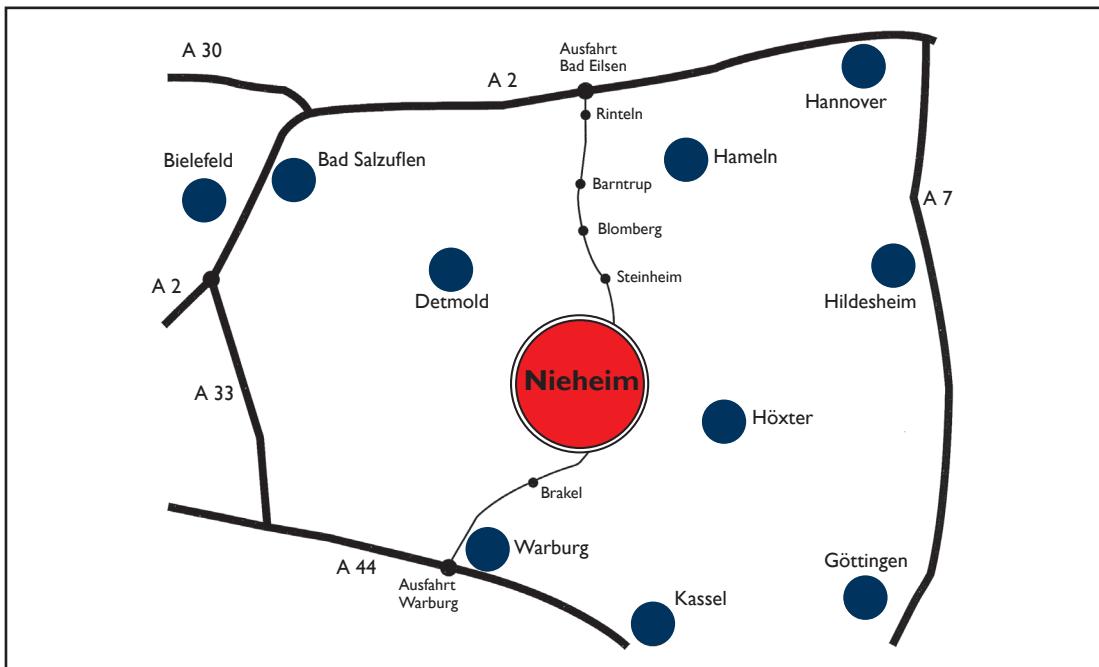 A 30
Ausfahrt
Bad Eilsen
A 2
Hannover
Rinteln
Bielefeld
Bad Salzuflen
Hameln
Barntrup
A 7
Blomberg
Steinheim
A 2
Detmold
Hildesheim
Nieheim
A 33
Höxter
Brakel
Warburg
A 44
Ausfahrt
Warburg
Göttingen
Kassel